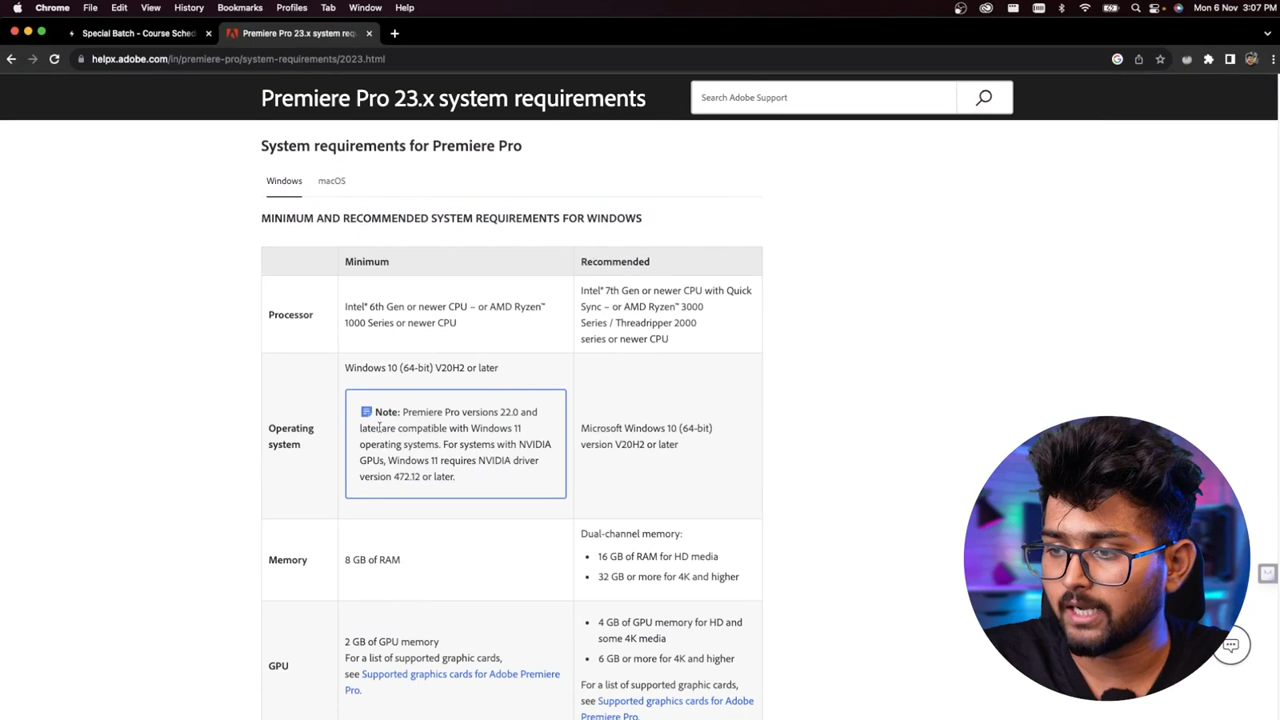 Chrome File Edit View History Bookmarks Profiles Tab Window Help Mon 6 Nov 3:07 PM
Special Batch - Course Sched Premiere Pro 23.x system requ
helpx.adobe.com/in/premiere-pro/system-requirements/2023.html
Premiere Pro 23.x system requirements
Search Adobe Support
System requirements for Premiere Pro
Windows macOS
MINIMUM AND RECOMMENDED SYSTEM REQUIREMENTS FOR WINDOWS
Minimum Recommended
Processor
Intel® 6th Gen or newer CPU – or AMD Ryzen™
1000 Series or newer CPU
Intel® 7th Gen or newer CPU with Quick
Sync – or AMD Ryzen™ 3000
Series / Threadripper 2000
series or newer CPU
Operating
system
Windows 10 (64-bit) V20H2 or later
Note: Premiere Pro versions 22.0 and
later are compatible with Windows 11
operating systems. For systems with NVIDIA
GPUs, Windows 11 requires NVIDIA driver
version 472.12 or later.
Microsoft Windows 10 (64-bit)
version V20H2 or later
Memory
8 GB of RAM
Dual-channel memory:
• 16 GB of RAM for HD media
• 32 GB or more for 4K and higher
GPU
2 GB of GPU memory
For a list of supported graphic cards,
see Supported graphics cards for Adobe Premiere
Pro.
• 4 GB of GPU memory for HD and
some 4K media
• 6 GB or more for 4K and higher
For a list of supported graphic cards,
see Supported graphics cards for Adobe
Premiere Pro.